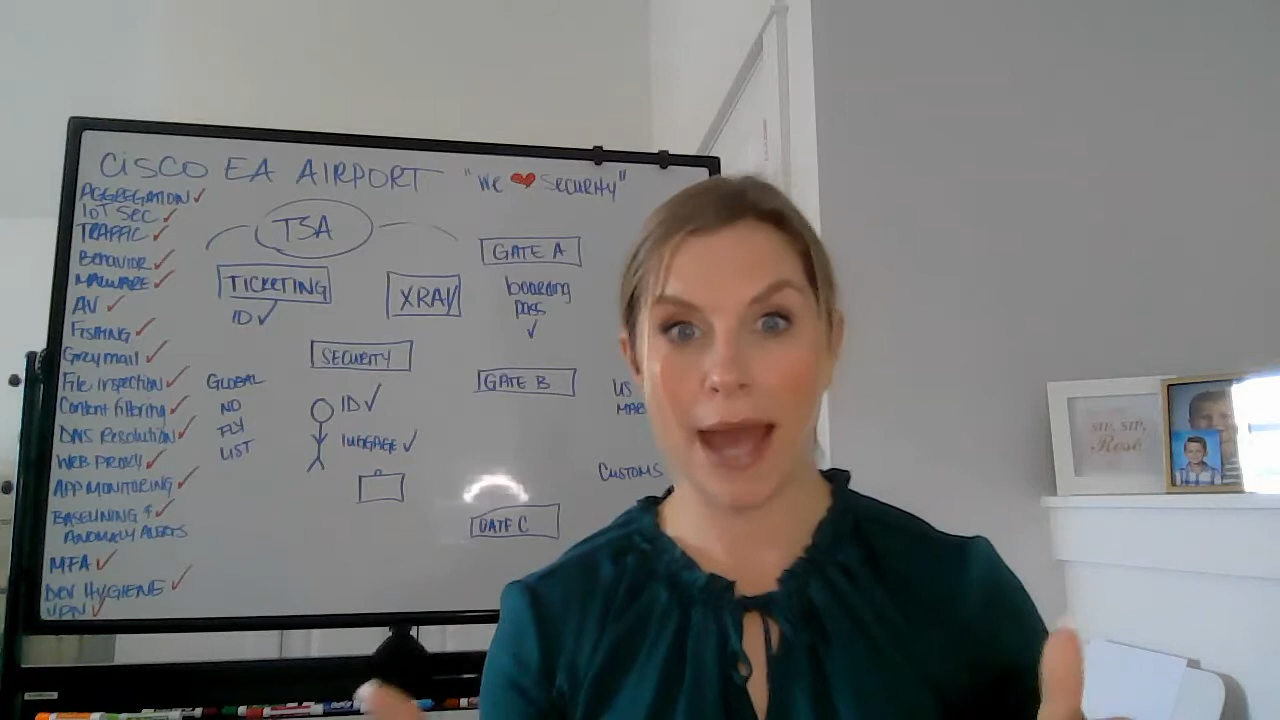 CISCO EA AIRPORT "WE ❤ SECURITY"
AGGREGATION ✓
IOT SEC ✓
TRAFFIC ✓
BEHAVIOR ✓
MALWARE ✓
AV ✓
FISHING ✓
Greymail ✓
File inspection ✓
Content filtering ✓
DNS Resolution ✓
WEB PROXY ✓
APP MONITORING ✓
BASELINING & ✓
ANOMALY ALERTS
MFA ✓
DEV HYGIENE ✓
VPN ✓
GLOBAL
NO
FLY
LIST
TSA
TICKETING
ID ✓
XRAY
SECURITY
ID ✓
LUGGAGE ✓
GATE A
boarding
pass
✓
GATE B
GATE C
US
CUSTOMS
SIP, SIP,
Rosé